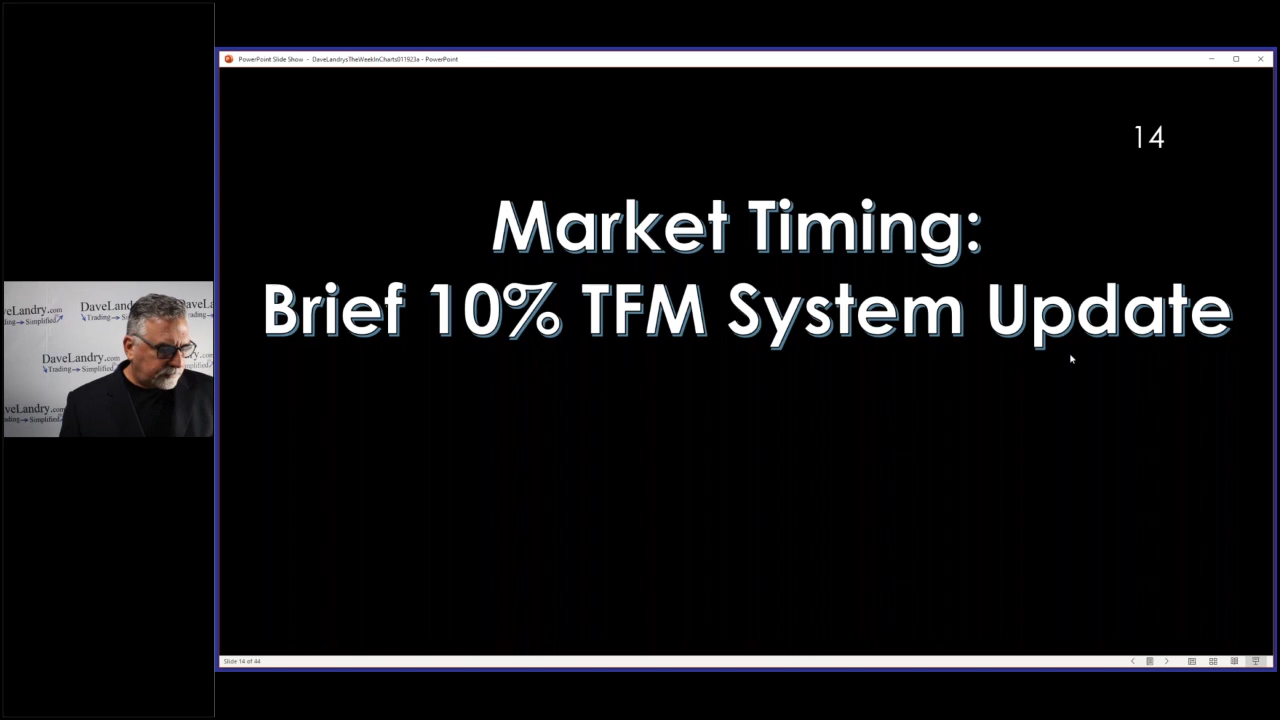 PowerPoint Slide Show - DaveLandrysTheWeekInCharts011923a - PowerPoint
14
Market Timing:
Brief 10% TFM System Update
DaveLandry.com
Trading Simplified
DaveLandry.com
Trading Simplified
Slide 14 of 44